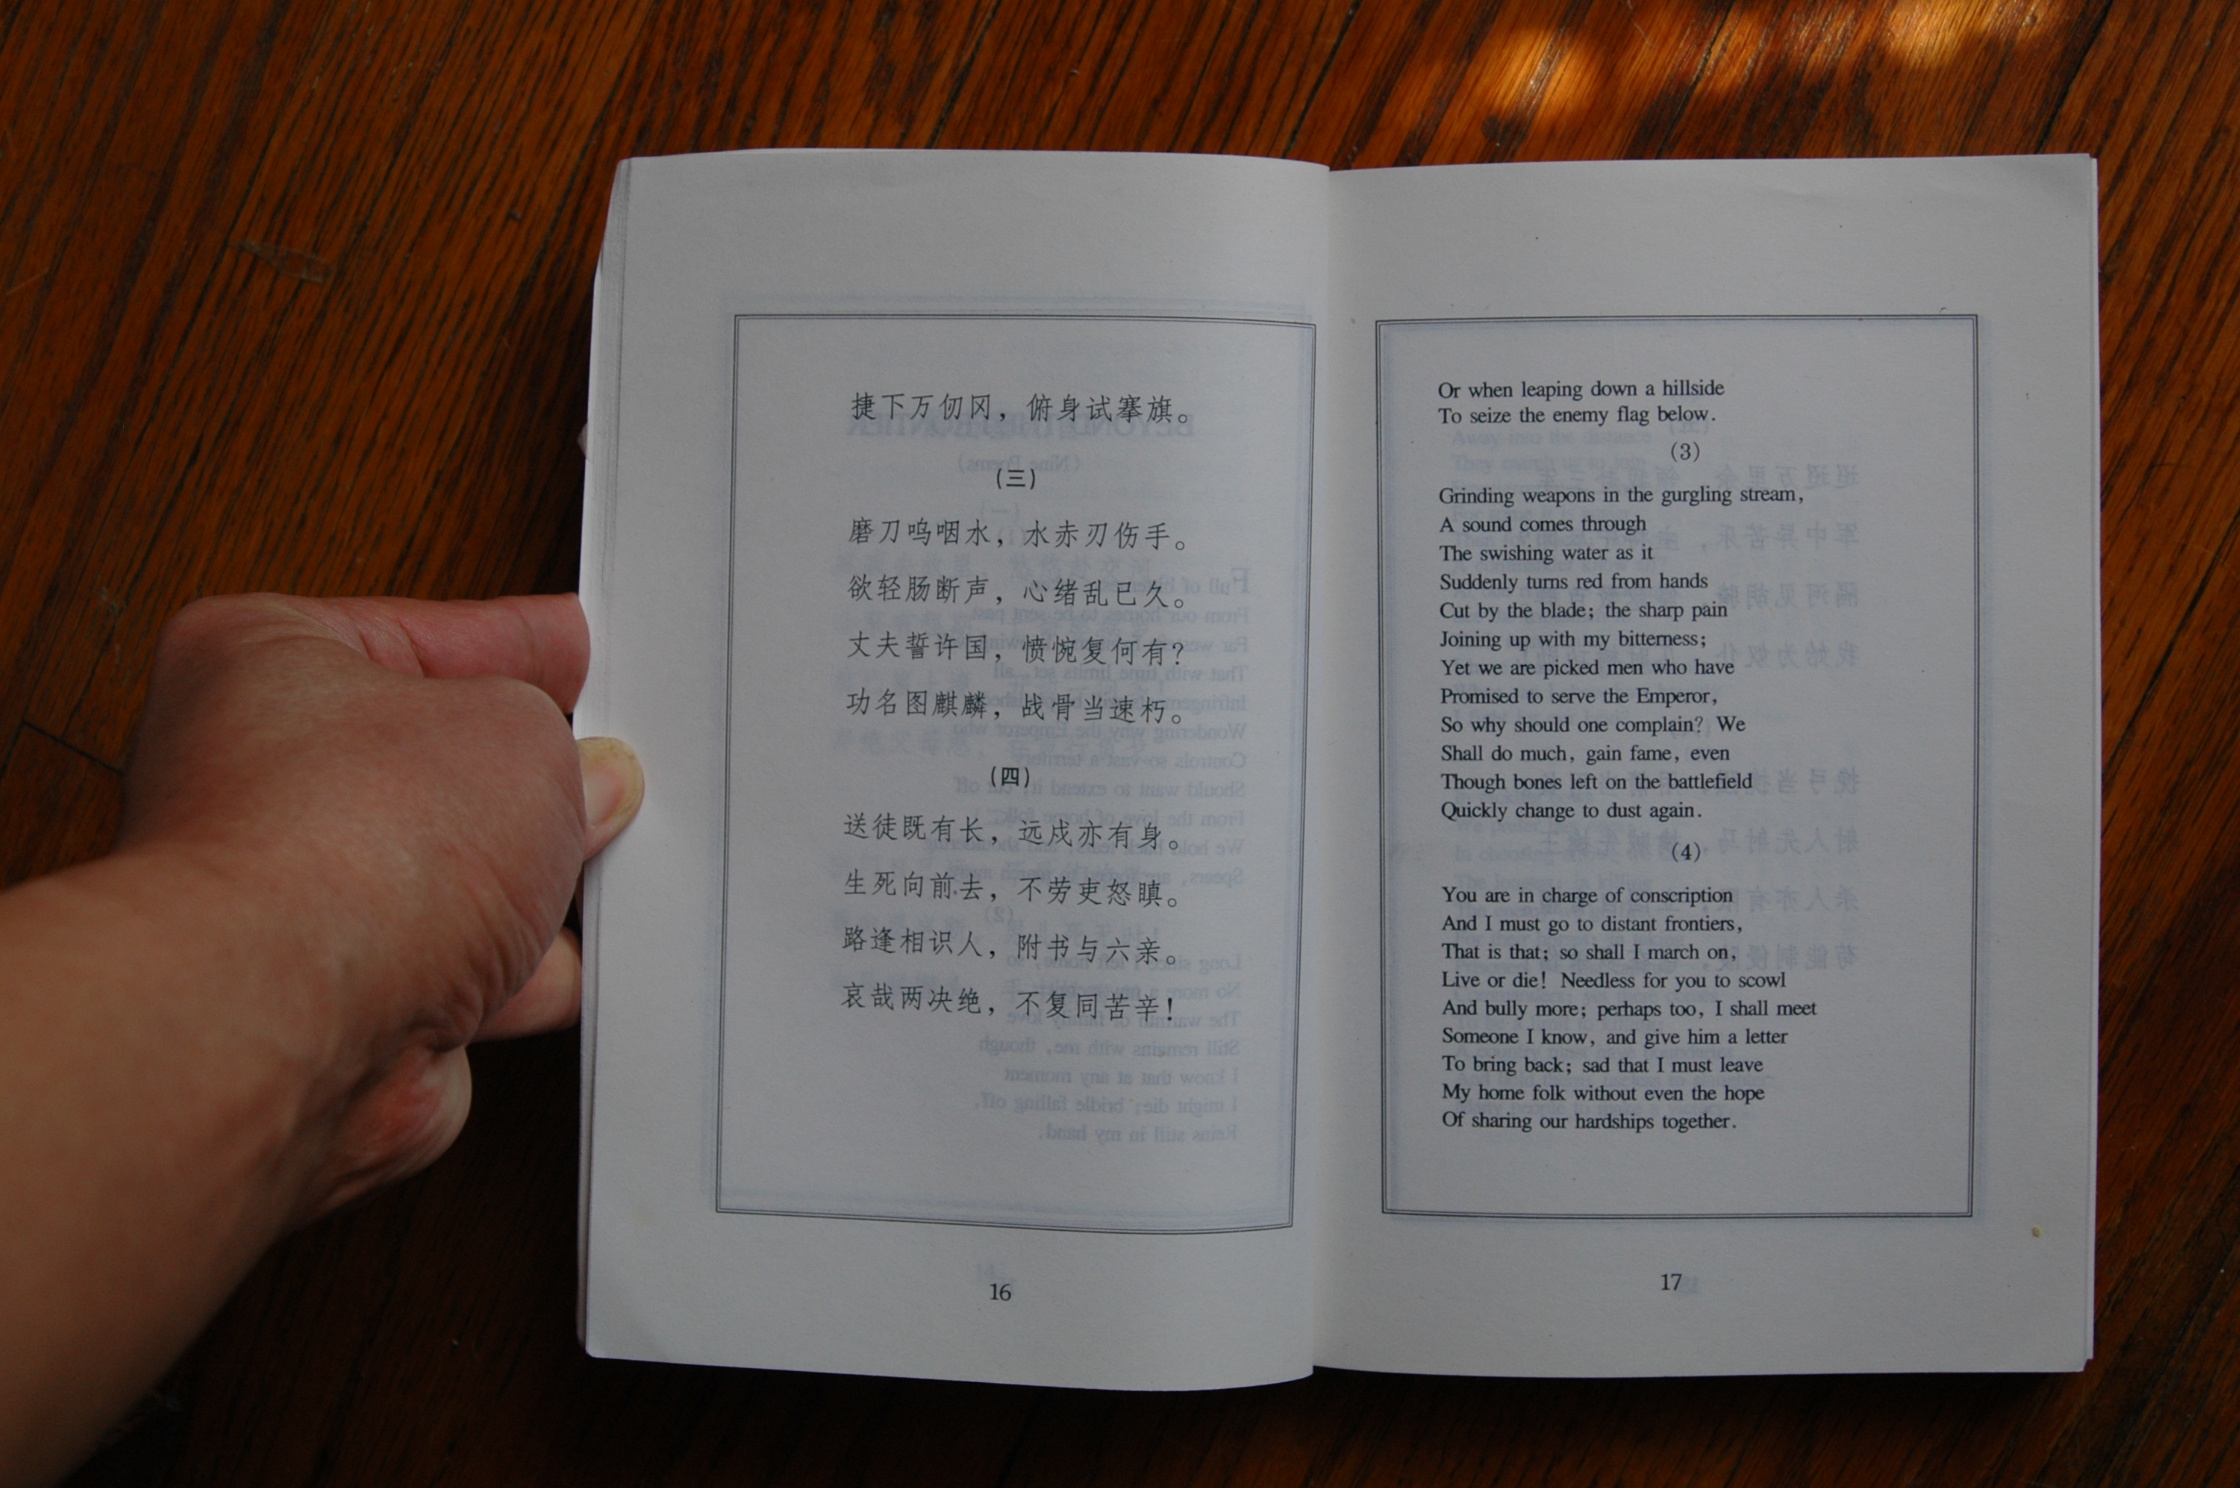 捷下万仞冈，俯身试搴旗。
(三)
磨刀呜咽水，水赤刃伤手。
欲轻肠断声，心绪乱已久。
丈夫誓许国，愤惋复何有？
功名图麒麟，战骨当速朽。
(四)
送徒既有长，远戍亦有身。
生死向前去，不劳吏怒瞋。
路逢相识人，附书与六亲。
哀哉两决绝，不复同苦辛！
16
Or when leaping down a hillside
To seize the enemy flag below.
(3)
Grinding weapons in the gurgling stream,
A sound comes through
The swishing water as it
Suddenly turns red from hands
Cut by the blade; the sharp pain
Joining up with my bitterness;
Yet we are picked men who have
Promised to serve the Emperor,
So why should one complain? We
Shall do much, gain fame, even
Though bones left on the battlefield
Quickly change to dust again.
(4)
You are in charge of conscription
And I must go to distant frontiers,
That is that; so shall I march on,
Live or die! Needless for you to scowl
And bully more; perhaps too, I shall meet
Someone I know, and give him a letter
To bring back; sad that I must leave
My home folk without even the hope
Of sharing our hardships together.
17